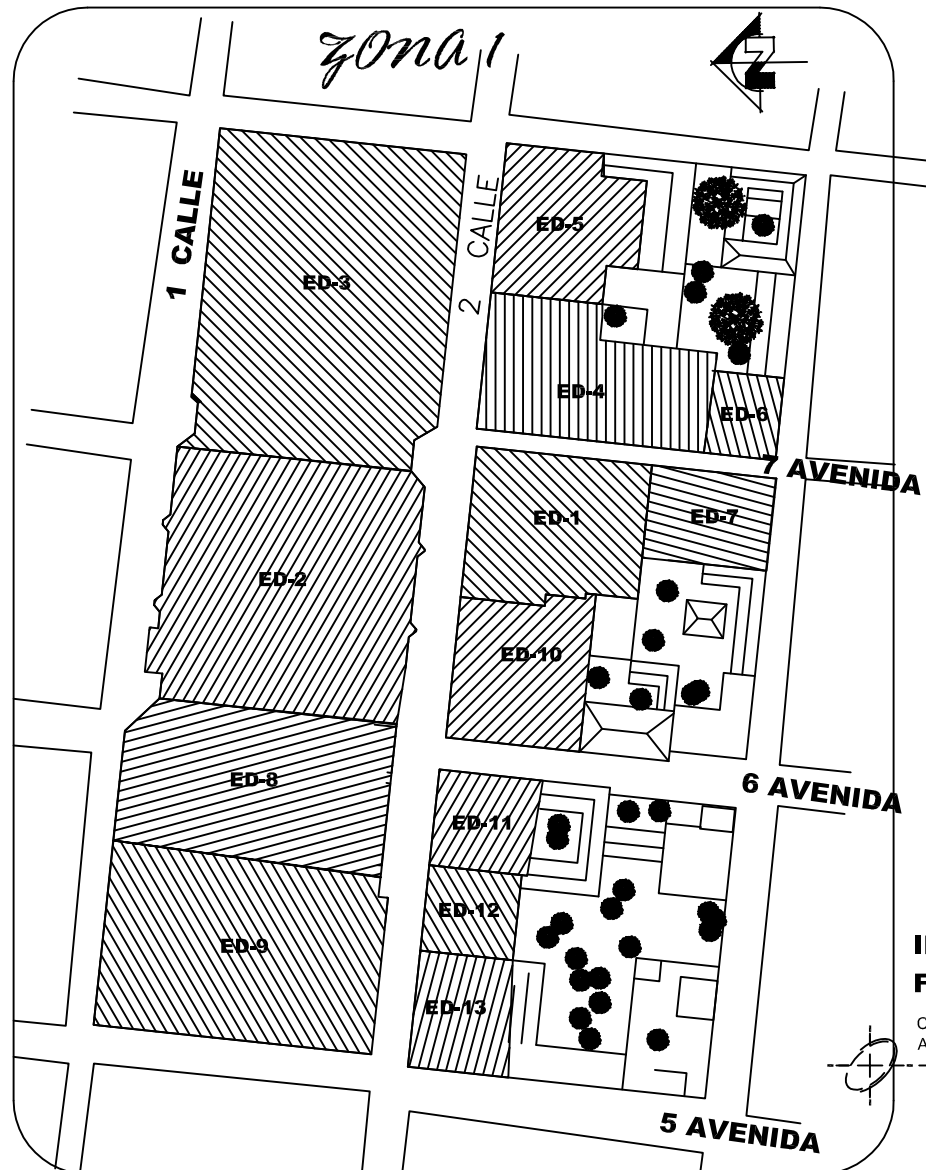 zona 1
N
1 CALLE
2 CALLE
ED-5
ED-3
ED-4
ED-6
7 AVENIDA
ED-1
ED-7
ED-2
ED-10
ED-8
6 AVENIDA
ED-11
ED-12
ED-9
ED-13
5 AVENIDA